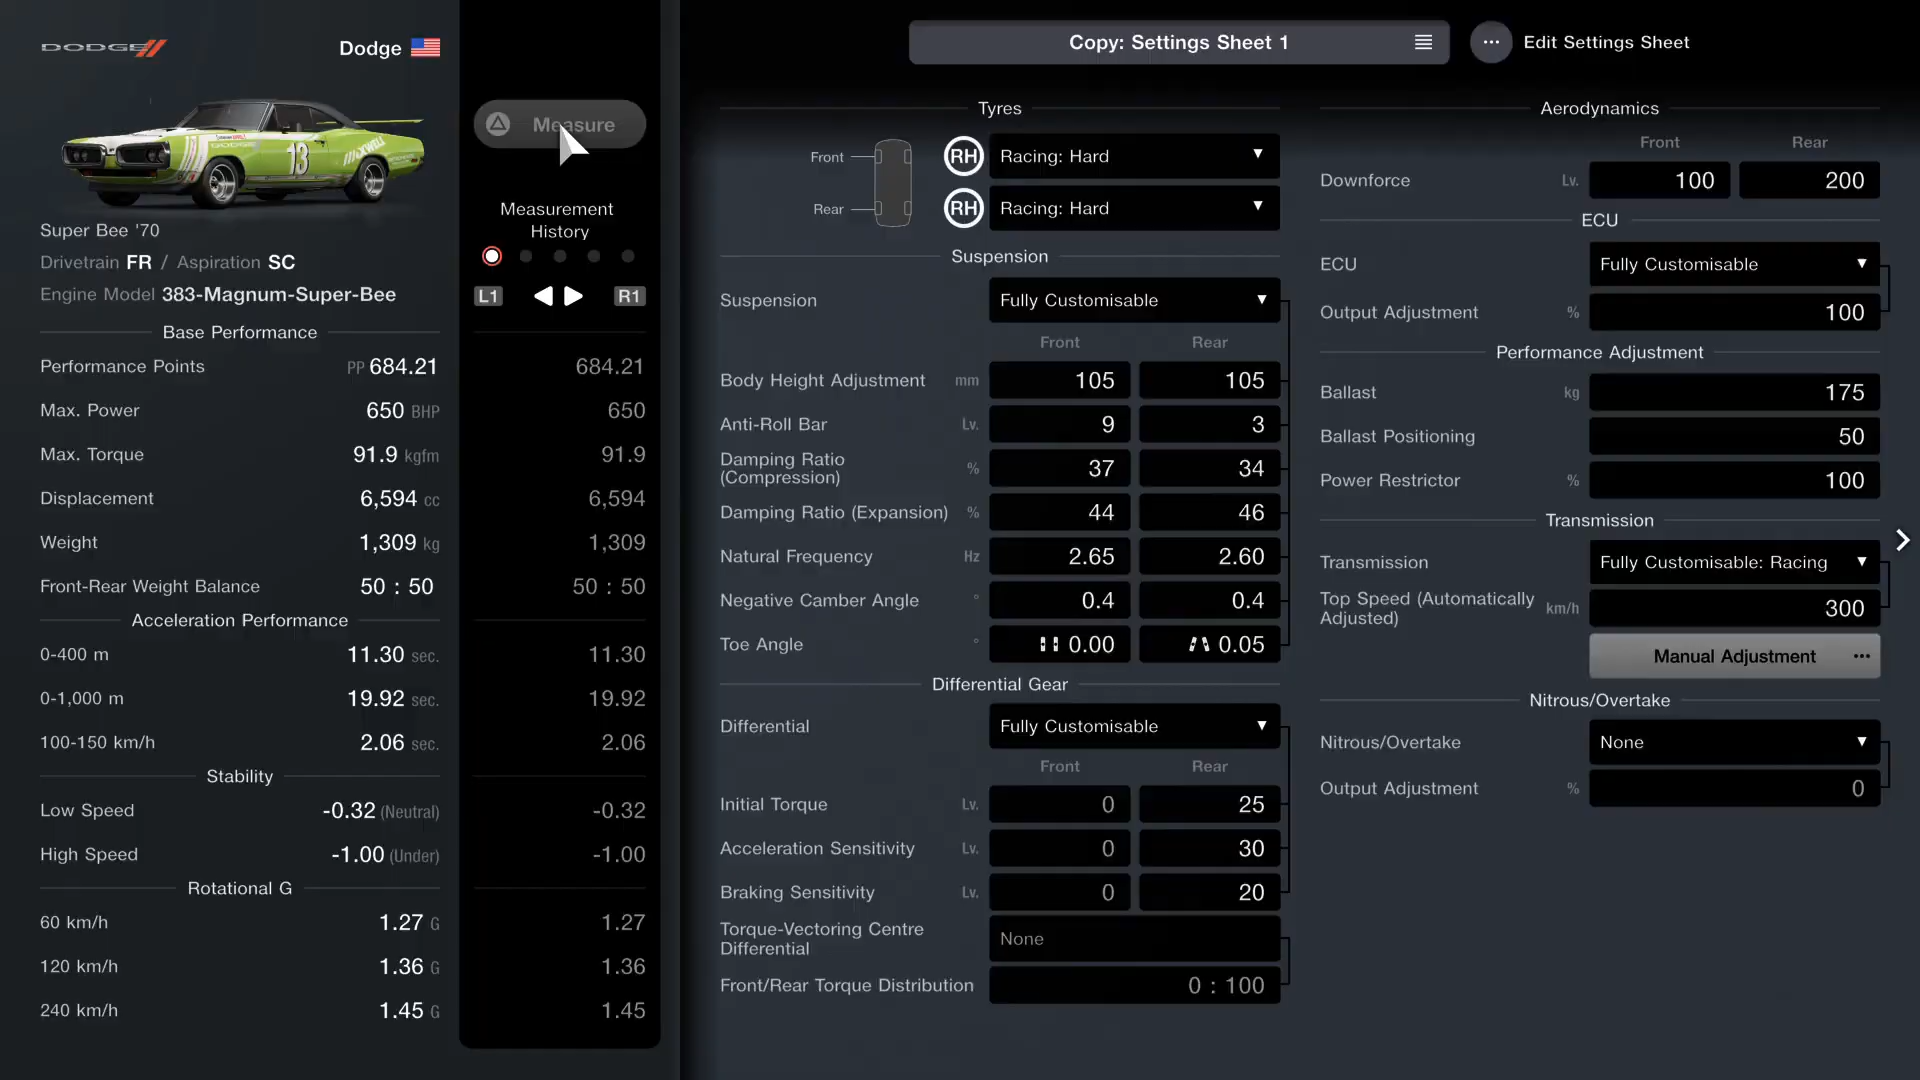 DODGE
Dodge
13
Super Bee '70
Drivetrain FR / Aspiration SC
Engine Model 383-Magnum-Super-Bee
Base Performance
Performance Points PP 684.21
Max. Power 650 BHP
Max. Torque 91.9 kgfm
Displacement 6,594 cc
Weight 1,309 kg
Front-Rear Weight Balance 50 : 50
Acceleration Performance
0-400 m 11.30 sec.
0-1,000 m 19.92 sec.
100-150 km/h 2.06 sec.
Stability
Low Speed -0.32 (Neutral)
High Speed -1.00 (Under)
Rotational G
60 km/h 1.27 G
120 km/h 1.36 G
240 km/h 1.45 G
Measure
Measurement
History
L1 R1
684.21
650
91.9
6,594
1,309
50 : 50
11.30
19.92
2.06
-0.32
-1.00
1.27
1.36
1.45
Copy: Settings Sheet 1
Edit Settings Sheet
Tyres
Front RH Racing: Hard
Rear RH Racing: Hard
Suspension
Suspension Fully Customisable
Front Rear
Body Height Adjustment mm 105 105
Anti-Roll Bar Lv. 9 3
Damping Ratio
(Compression) % 37 34
Damping Ratio (Expansion) % 44 46
Natural Frequency Hz 2.65 2.60
Negative Camber Angle ° 0.4 0.4
Toe Angle ° 0.00 0.05
Differential Gear
Differential Fully Customisable
Front Rear
Initial Torque Lv. 0 25
Acceleration Sensitivity Lv. 0 30
Braking Sensitivity Lv. 0 20
Torque-Vectoring Centre
Differential None
Front/Rear Torque Distribution 0 : 100
Aerodynamics
Front Rear
Downforce Lv. 100 200
ECU
ECU Fully Customisable
Output Adjustment % 100
Performance Adjustment
Ballast kg 175
Ballast Positioning 50
Power Restrictor % 100
Transmission
Transmission Fully Customisable: Racing
Top Speed (Automatically
Adjusted) km/h 300
Manual Adjustment
Nitrous/Overtake
Nitrous/Overtake None
Output Adjustment % 0